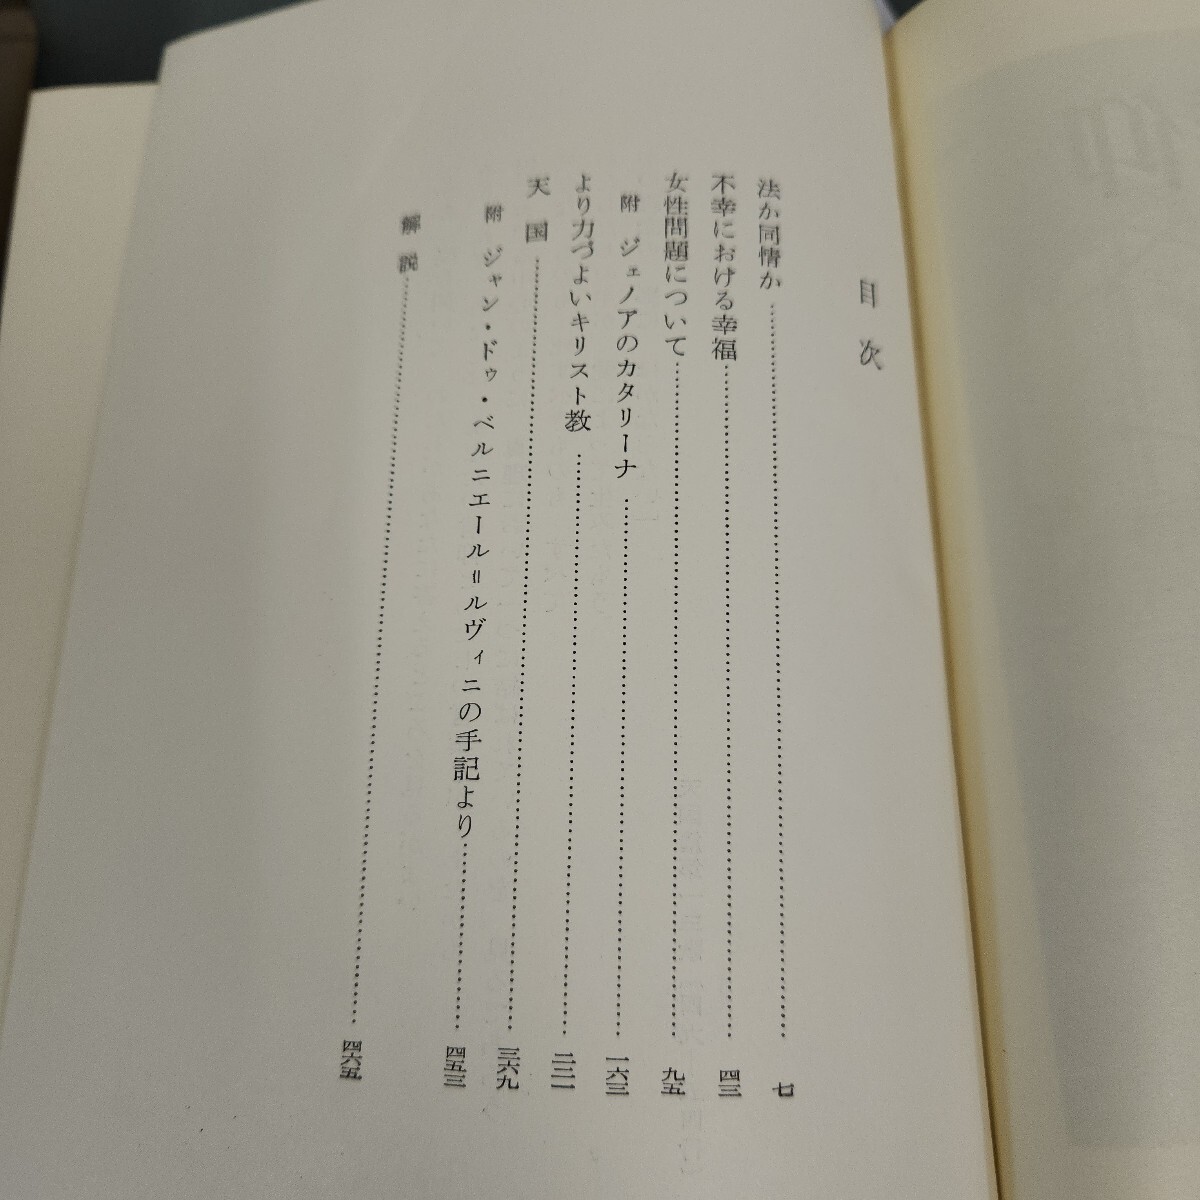 目次
法か同情か……七
不幸における幸福……四三
女性問題について……九五
附 ジェノアのカタリーナ……一六三
より力づよいキリスト教……二二一
天国……三六九
附 ジャン・ドゥ・ベルニエール＝ルヴィニの手記より……四五三
解説……四六五